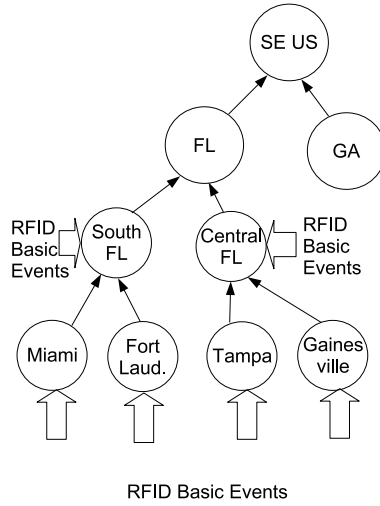 SE US
FL
GA
RFID
Basic
Events
South
FL
Central
FL
RFID
Basic
Events
Miami
Fort
Laud.
Tampa
Gaines
ville
RFID Basic Events